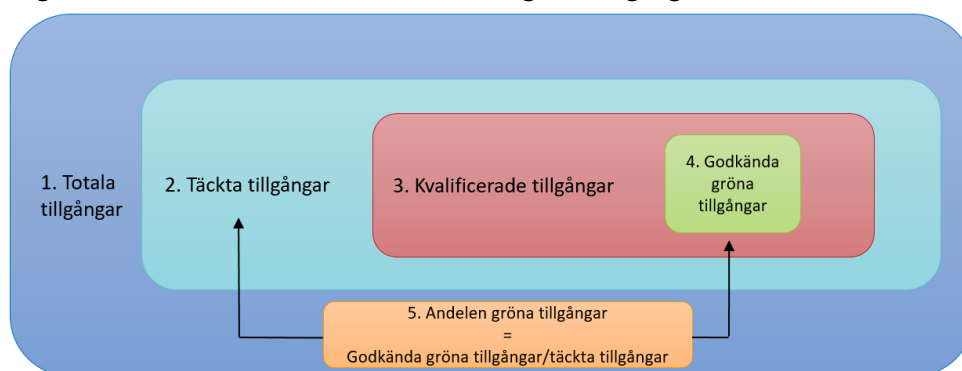 1. Totala
tillgångar
2. Täckta tillgångar
3. Kvalificerade tillgångar
4. Godkända
gröna
tillgångar
5. Andelen gröna tillgångar
=
Godkända gröna tillgångar/täckta tillgångar